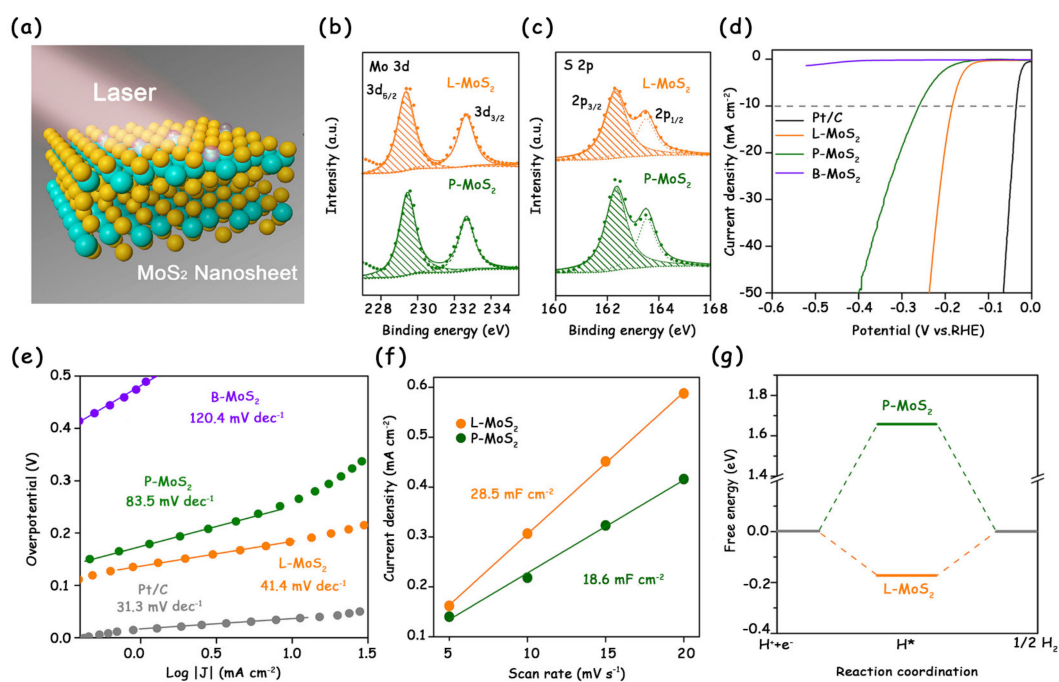 (a)
Laser
MoS₂ Nanosheet
(b)
Mo 3d
L-MoS₂
3d₅/₂
3d₃/₂
P-MoS₂
Intensity (a.u.)
228 230 232 234
Binding energy (eV)
(c)
S 2p
L-MoS₂
2p₃/₂
2p₁/₂
P-MoS₂
Intensity (a.u.)
160 162 164 166 168
Binding energy (eV)
(d)
Current density (mA cm⁻²)
0
-10
-20
-30
-40
-50
Pt/C
L-MoS₂
P-MoS₂
B-MoS₂
-0.6 -0.5 -0.4 -0.3 -0.2 -0.1 0.0
Potential (V vs.RHE)
(e)
Overpotential (V)
0.5
0.4
0.3
0.2
0.1
0.0
B-MoS₂
120.4 mV dec⁻¹
P-MoS₂
83.5 mV dec⁻¹
L-MoS₂
41.4 mV dec⁻¹
Pt/C
31.3 mV dec⁻¹
0.0 0.5 1.0 1.5
Log |J| (mA cm⁻²)
(f)
Current density (mA cm⁻²)
0.6
0.5
0.4
0.3
0.2
0.1
L-MoS₂
P-MoS₂
28.5 mF cm⁻²
18.6 mF cm⁻²
5 10 15 20
Scan rate (mV s⁻¹)
(g)
Free energy (eV)
1.8
1.6
1.4
0.0
-0.2
-0.4
P-MoS₂
L-MoS₂
H⁺+e⁻ H* 1/2 H₂
Reaction coordination